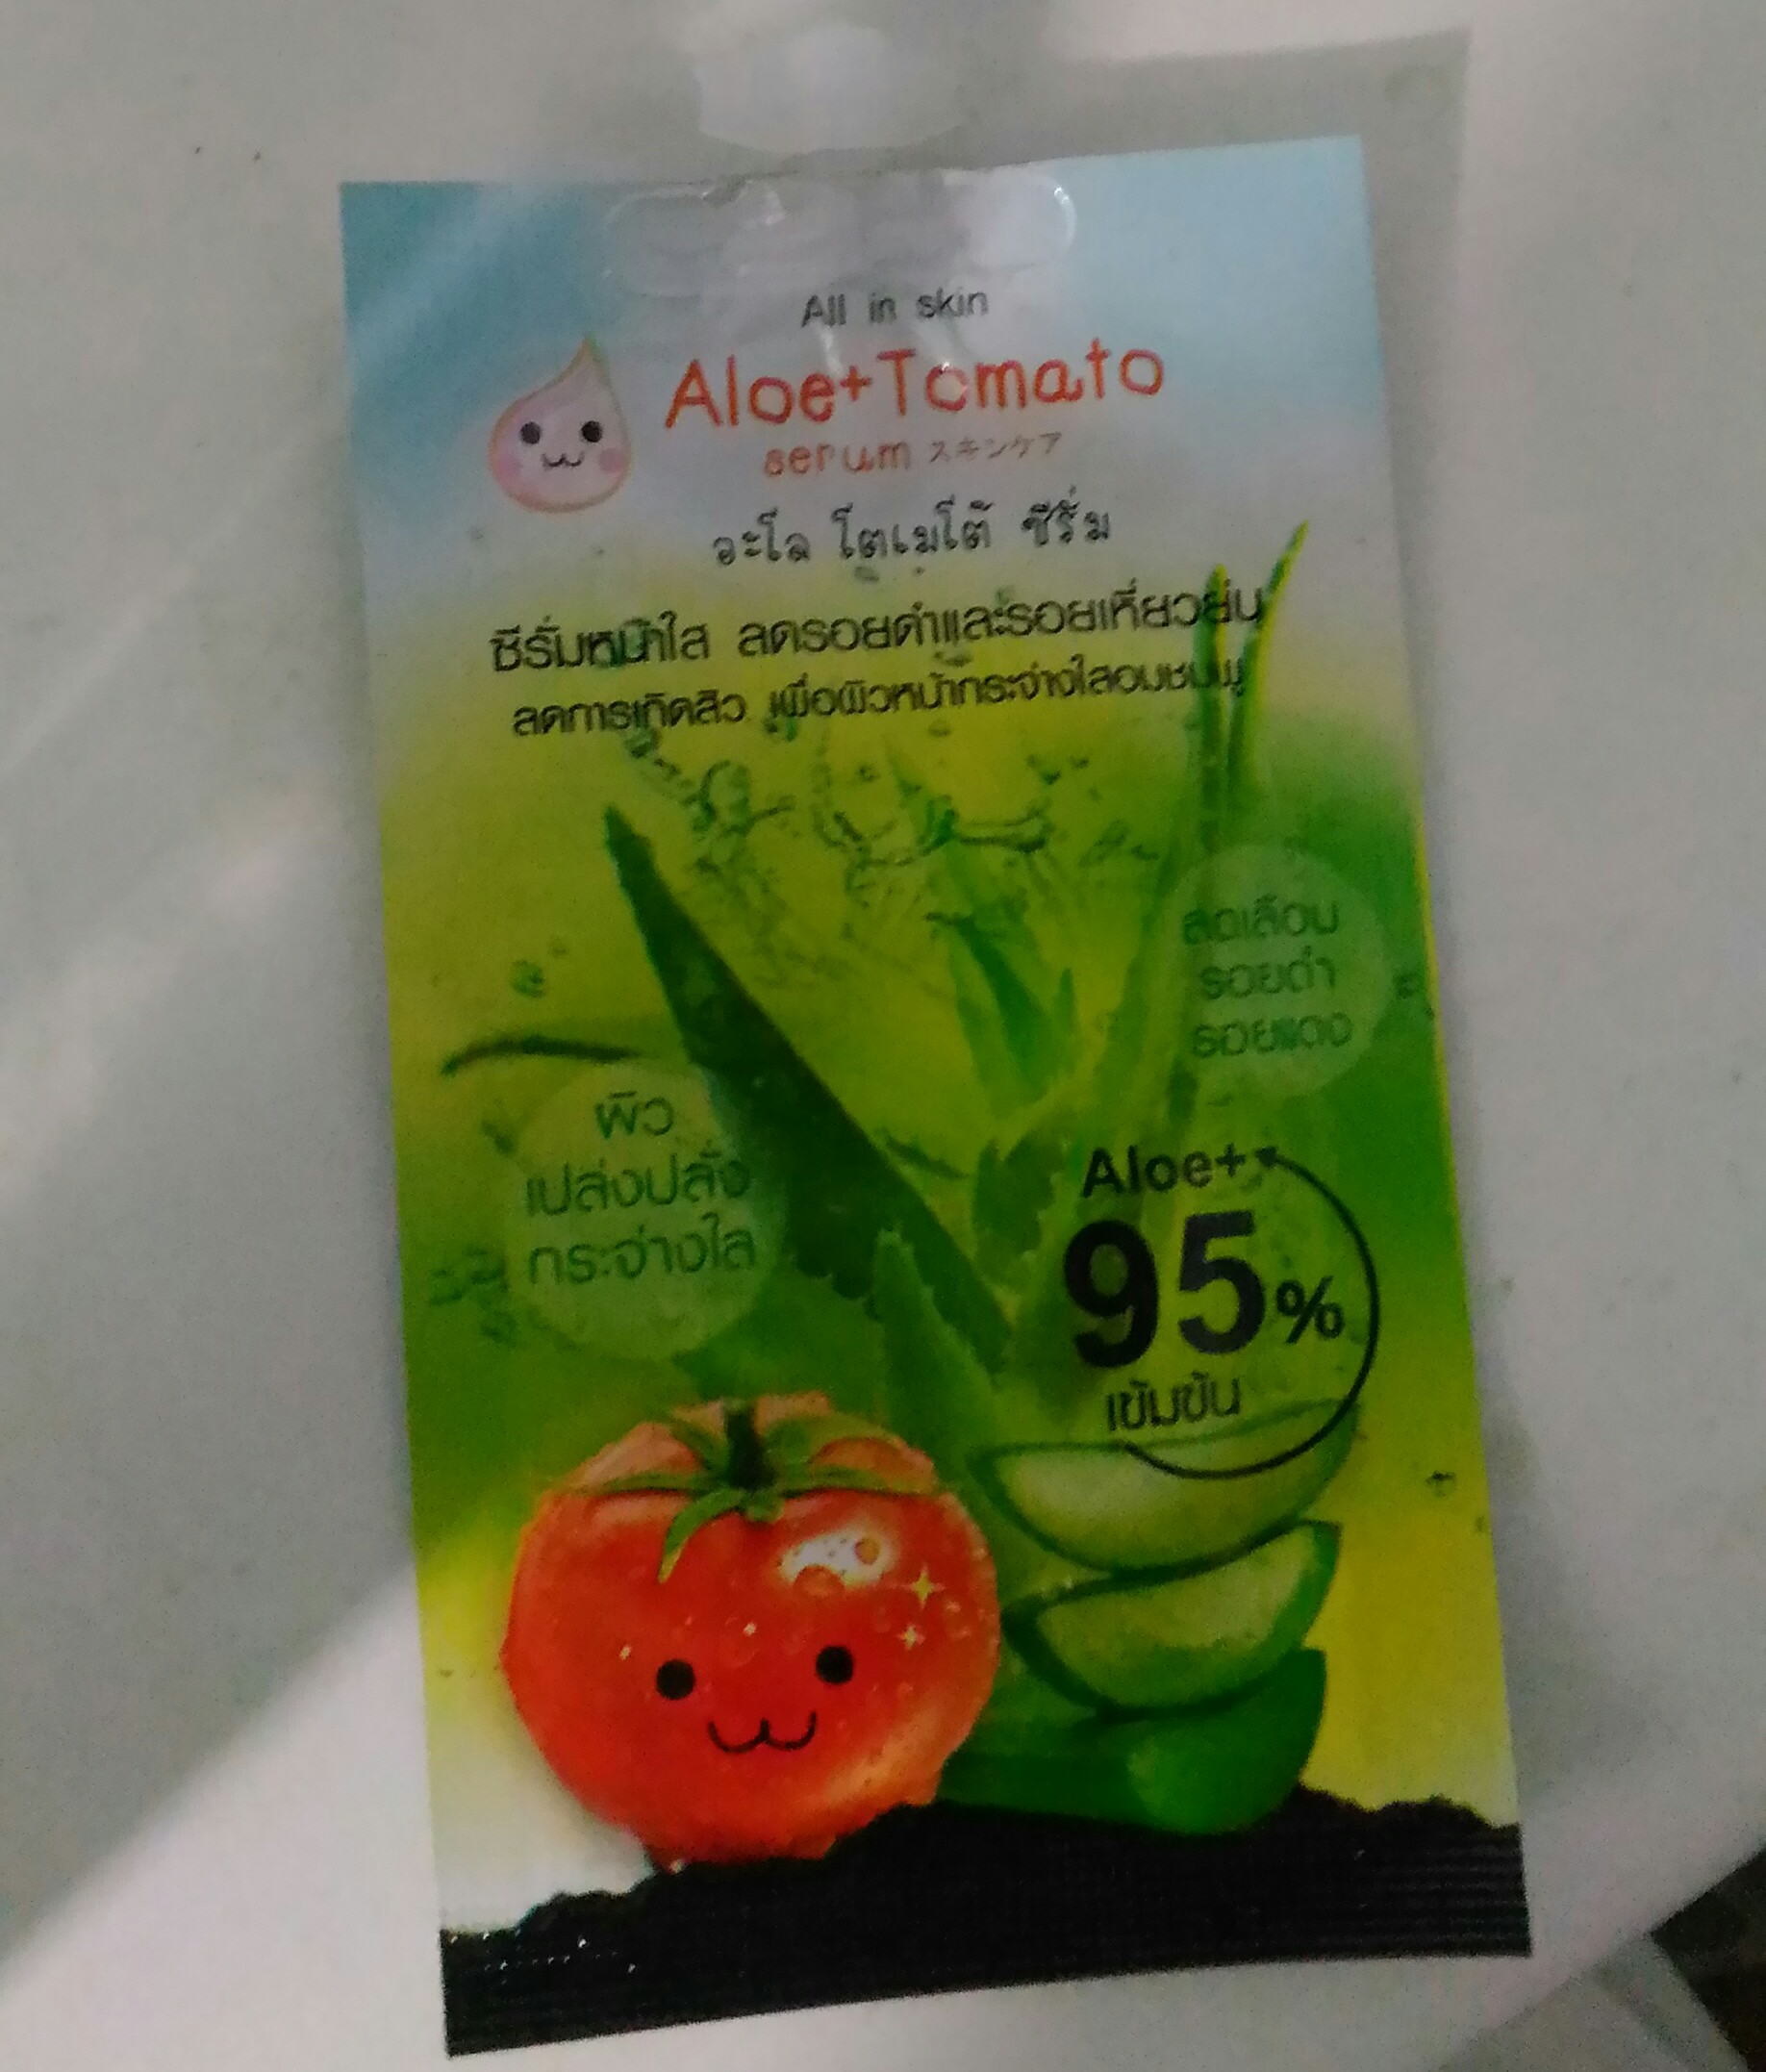 All in skin
Aloe+Tomato
serum スキンケア
อะโล โตเมโต้ ซีรั่ม
ซีรั่มหน้าใส ลดรอยดำและรอยเหี่ยวย่น
ลดการเกิดสิว เพื่อผิวหน้ากระจ่างใสอมชมพู
ลดเลือน
รอยดำ
รอยแดง
ผิว
เปล่งปลั่ง
กระจ่างใส
Aloe+
95%
เข้มข้น